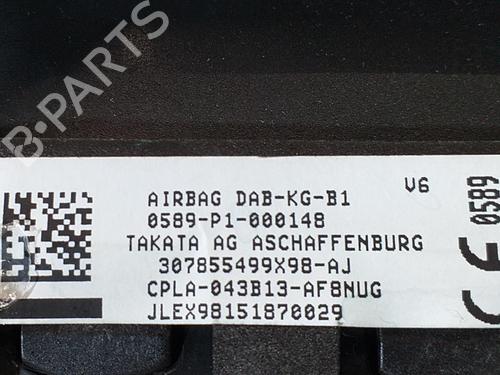 B-PARTS
AIRBAG DAB-KG-B1 V6
0589-P1-000148
TAKATA AG ASCHAFFENBURG
307855499X98-AJ
CPLA-043B13-AF8NUG
JLEX98151870029
CE 0589